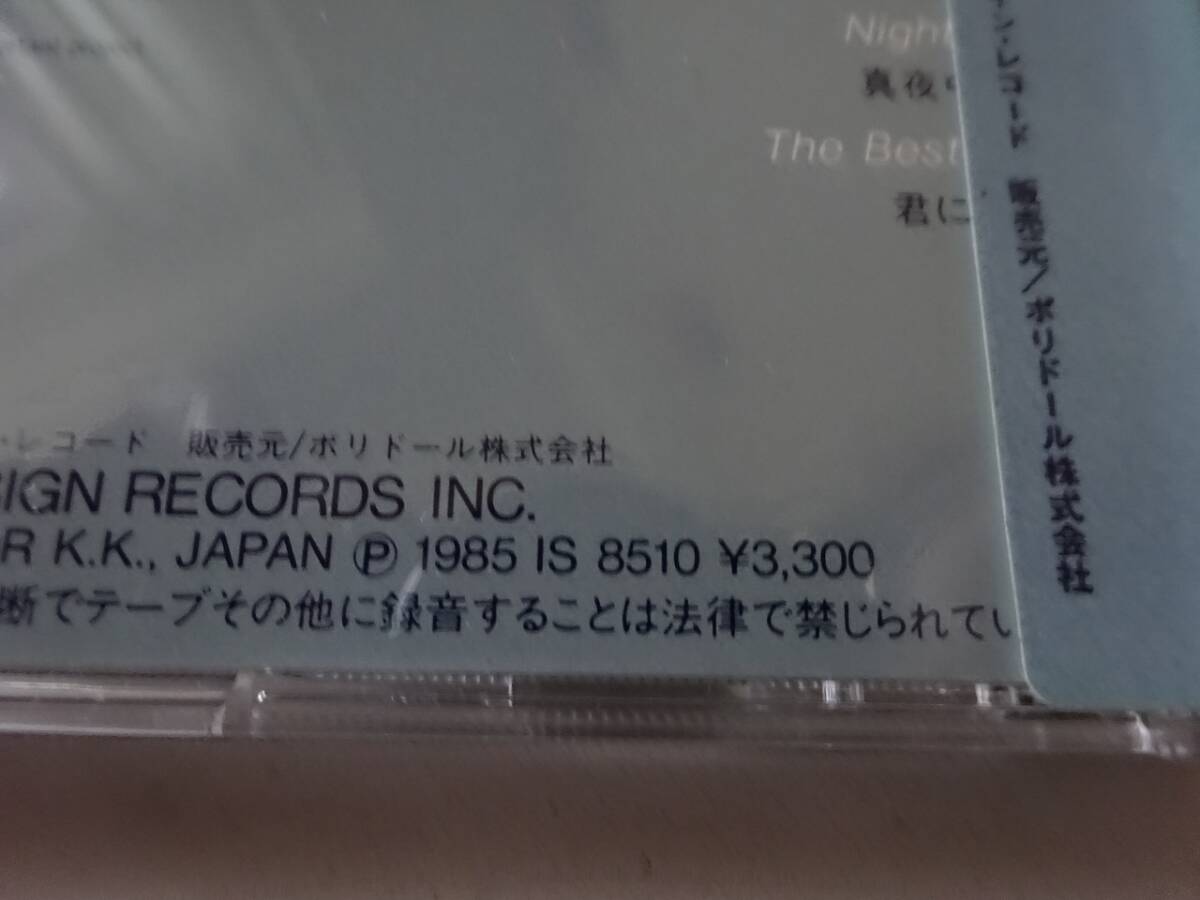 Night
真夜
The Best
君に
・レコード 販売元/ポリドール株式会社
SIGN RECORDS INC.
R K.K., JAPAN Ⓟ 1985 IS 8510 ¥3,300
断でテープその他に録音することは法律で禁じられてい
ン・レコード 販売元/ポリドール株式会社